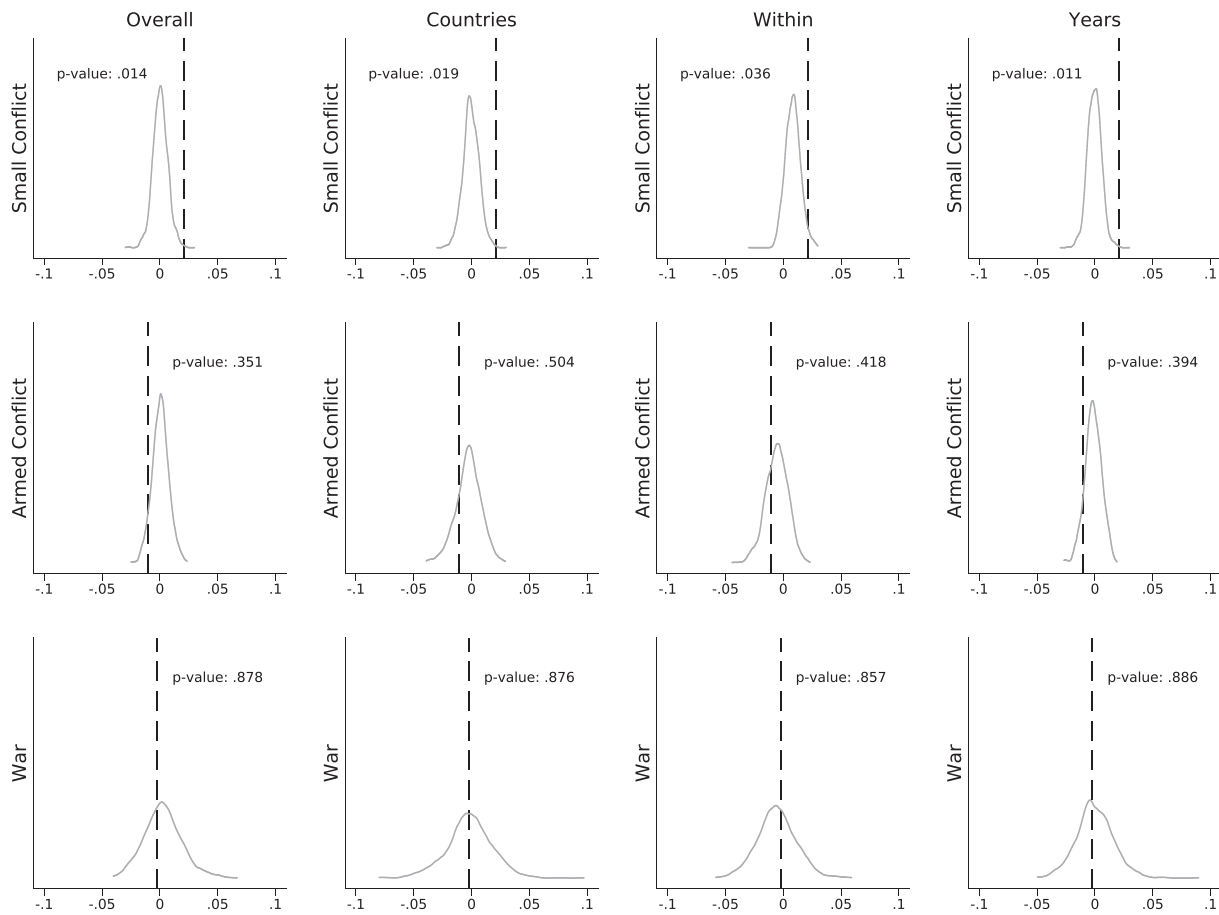 Overall Countries Within Years
Small Conflict p-value: .014 Small Conflict p-value: .019 Small Conflict p-value: .036 Small Conflict p-value: .011
-.1 -.05 0 .05 .1 -.1 -.05 0 .05 .1 -.1 -.05 0 .05 .1 -.1 -.05 0 .05 .1
Armed Conflict p-value: .351 Armed Conflict p-value: .504 Armed Conflict p-value: .418 Armed Conflict p-value: .394
-.1 -.05 0 .05 .1 -.1 -.05 0 .05 .1 -.1 -.05 0 .05 .1 -.1 -.05 0 .05 .1
War p-value: .878 War p-value: .876 War p-value: .857 War p-value: .886
-.1 -.05 0 .05 .1 -.1 -.05 0 .05 .1 -.1 -.05 0 .05 .1 -.1 -.05 0 .05 .1